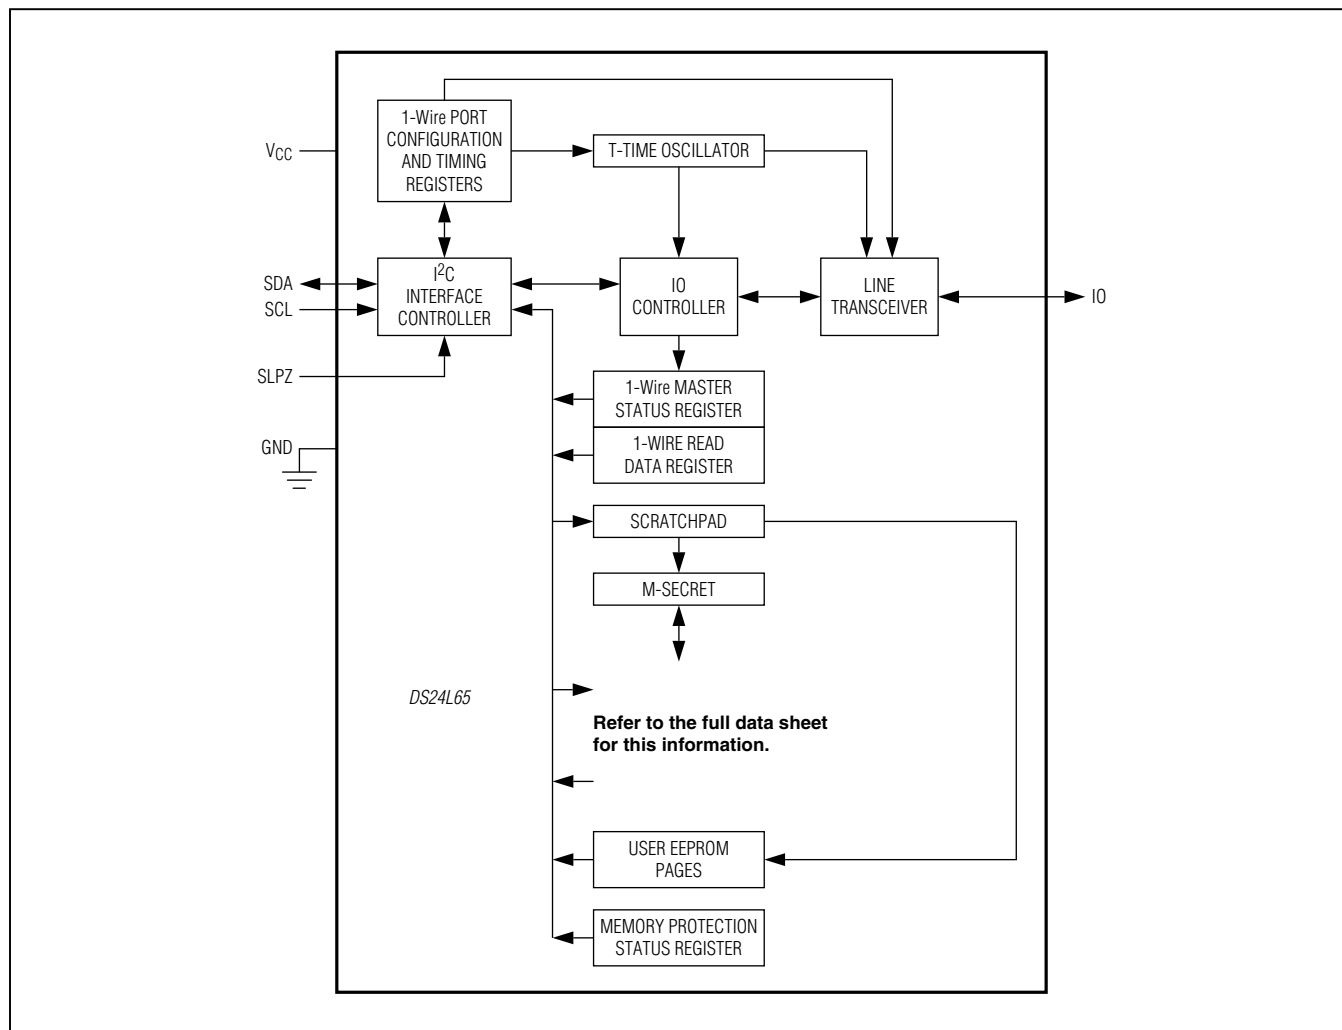 1-Wire PORT
CONFIGURATION
AND TIMING
REGISTERS
VCC
T-TIME OSCILLATOR
SDA
SCL
I2C
INTERFACE
CONTROLLER
IO
CONTROLLER
LINE
TRANSCEIVER
IO
SLPZ
1-Wire MASTER
STATUS REGISTER
GND
1-WIRE READ
DATA REGISTER
SCRATCHPAD
M-SECRET
DS24L65
Refer to the full data sheet
for this information.
USER EEPROM
PAGES
MEMORY PROTECTION
STATUS REGISTER